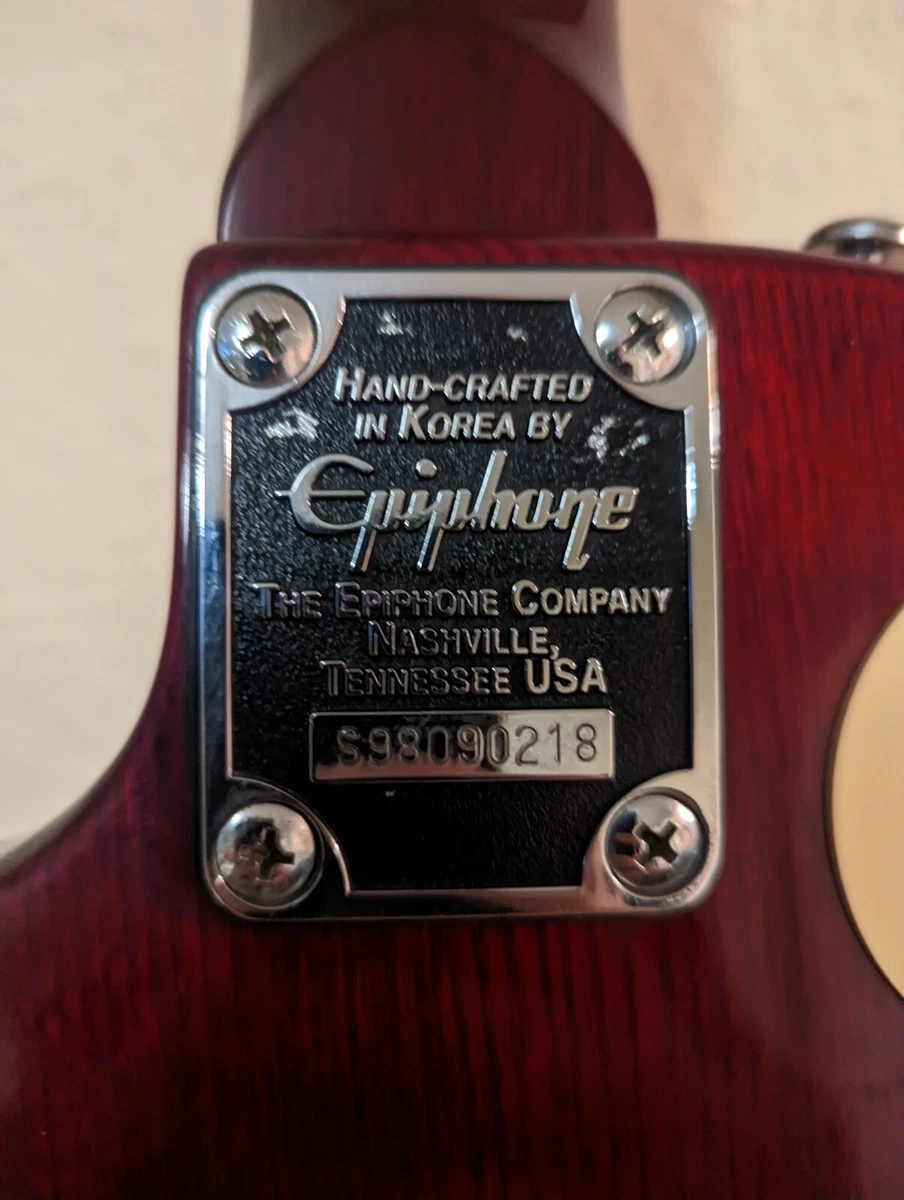 HAND-CRAFTED
IN KOREA BY
Epiphone
THE EPIPHONE COMPANY
NASHVILLE,
TENNESSEE USA
S98090218